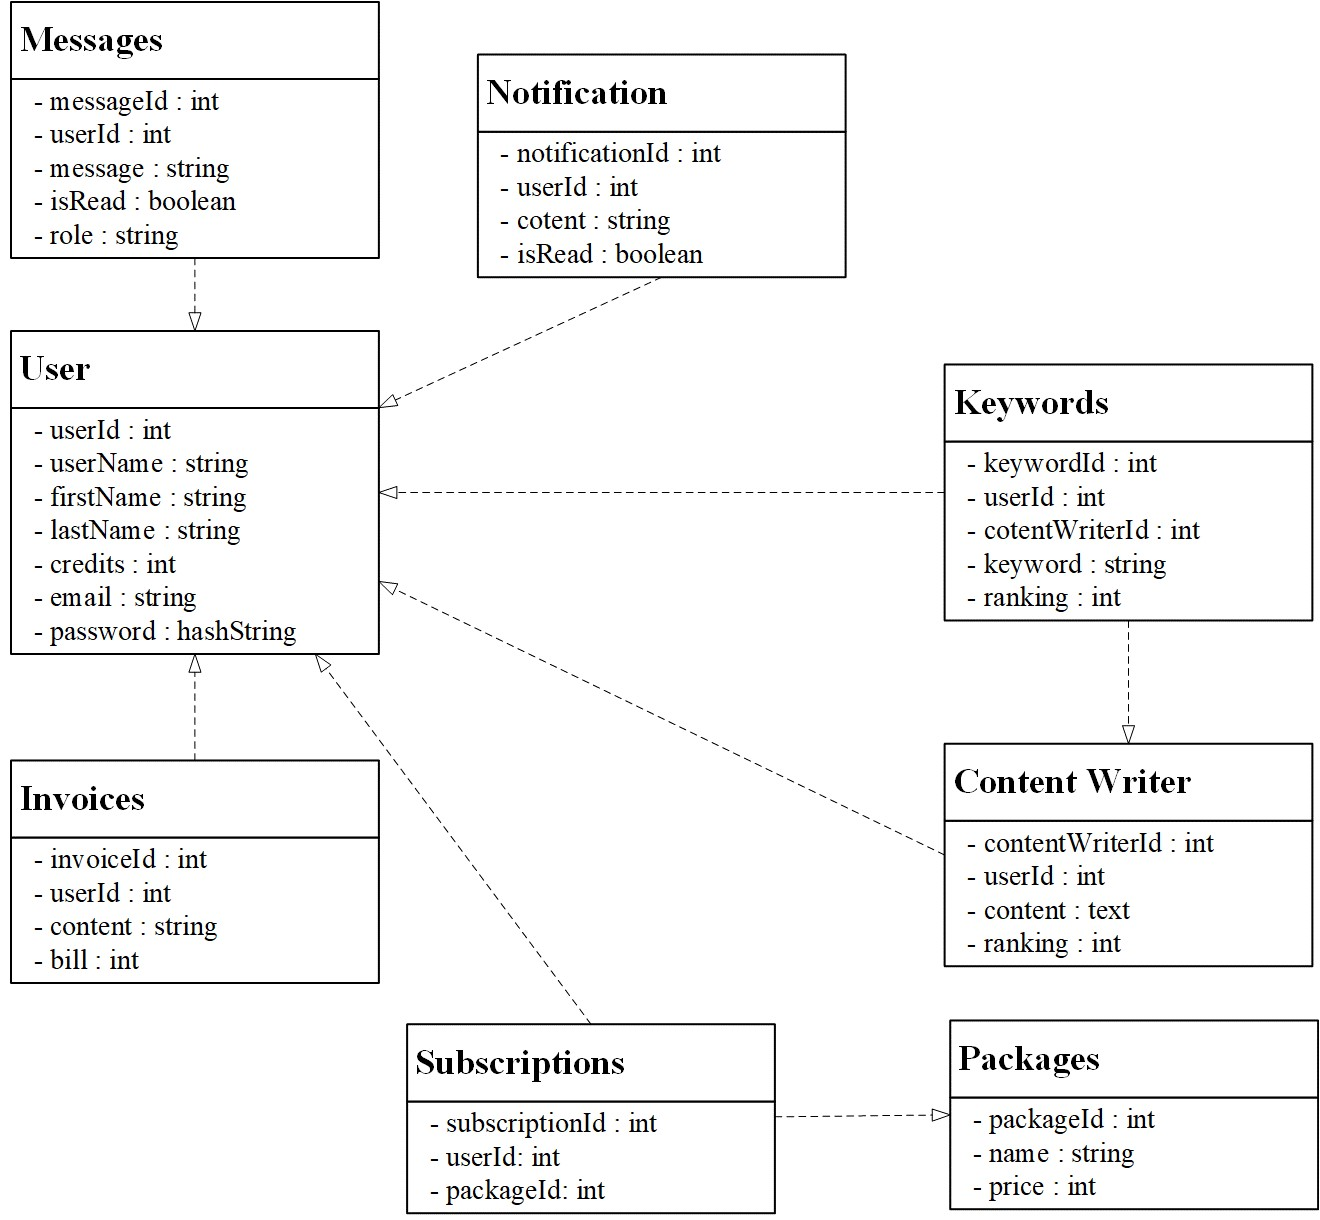 Messages
- messageId : int
- userId : int
- message : string
- isRead : boolean
- role : string
Notification
- notificationId : int
- userId : int
- cotent : string
- isRead : boolean
User
- userId : int
- userName : string
- firstName : string
- lastName : string
- credits : int
- email : string
- password : hashString
Keywords
- keywordId : int
- userId : int
- cotentWriterId : int
- keyword : string
- ranking : int
Invoices
- invoiceId : int
- userId : int
- content : string
- bill : int
Content Writer
- contentWriterId : int
- userId : int
- content : text
- ranking : int
Subscriptions
- subscriptionId : int
- userId: int
- packageId: int
Packages
- packageId : int
- name : string
- price : int